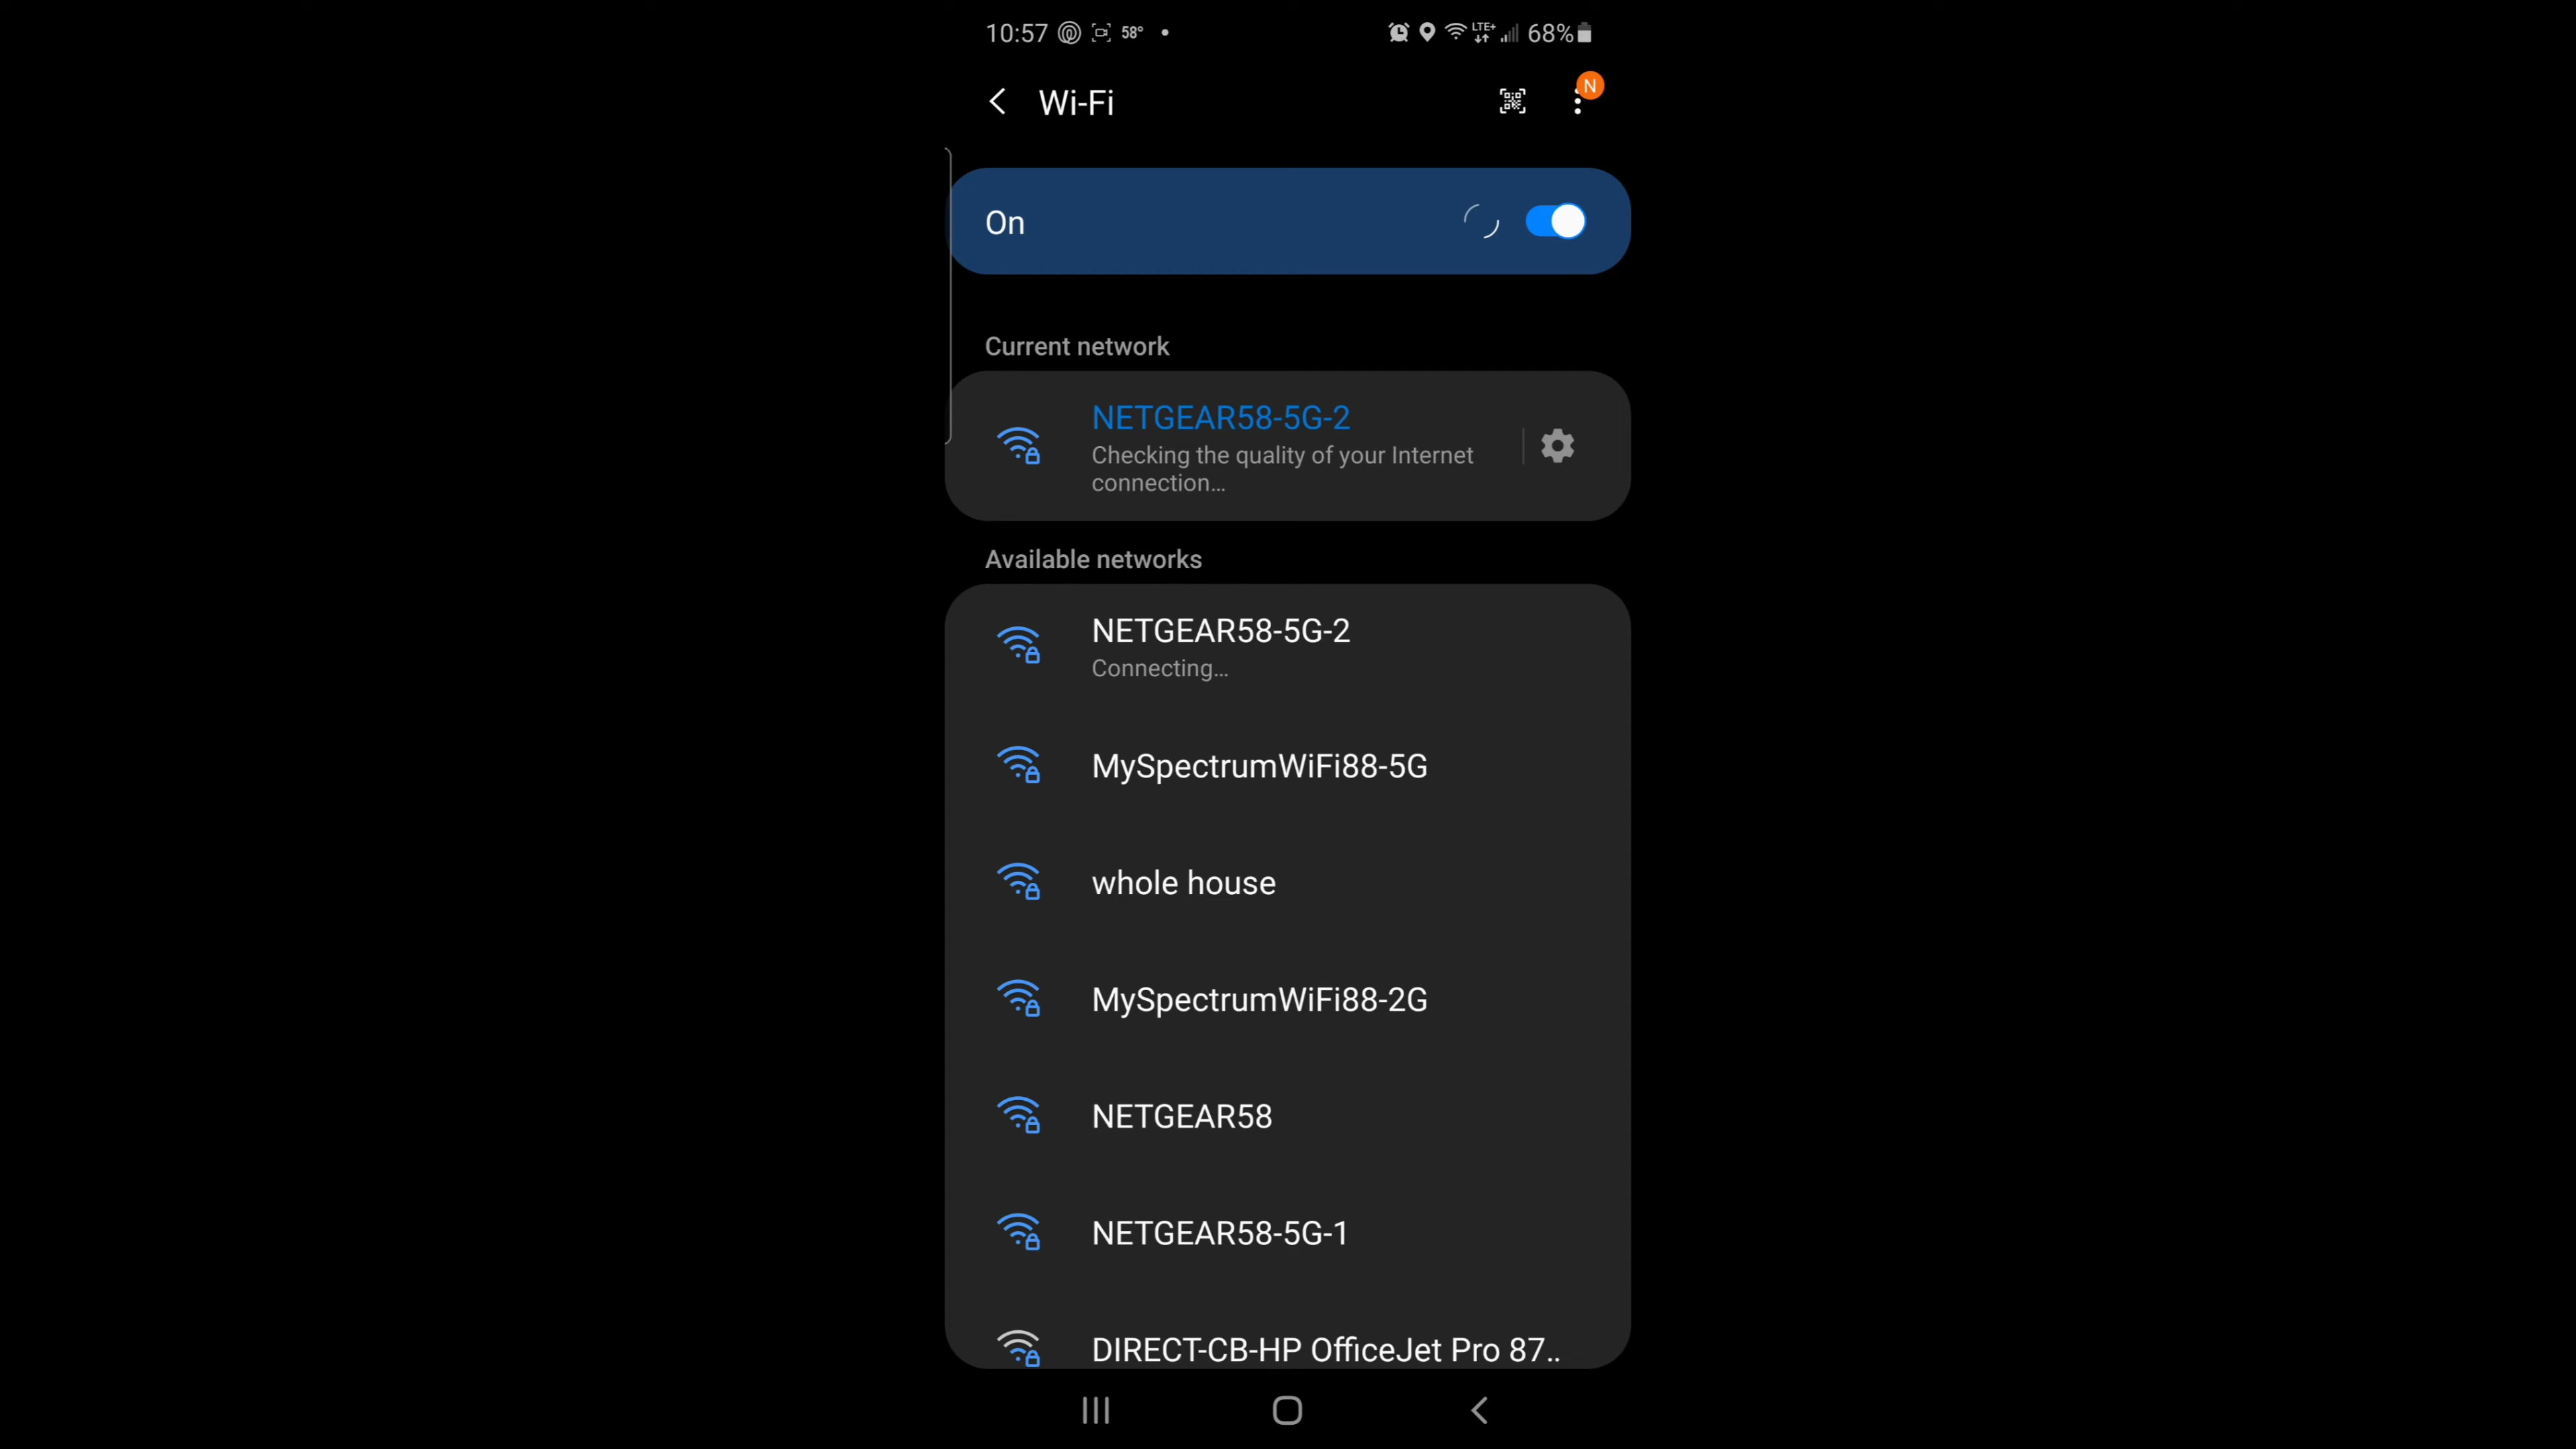 10:57 58° LTE+ 68%
N
Wi-Fi
On
Current network
NETGEAR58-5G-2
Checking the quality of your Internet
connection...
Available networks
NETGEAR58-5G-2
Connecting...
MySpectrumWiFi88-5G
whole house
MySpectrumWiFi88-2G
NETGEAR58
NETGEAR58-5G-1
DIRECT-CB-HP OfficeJet Pro 87..